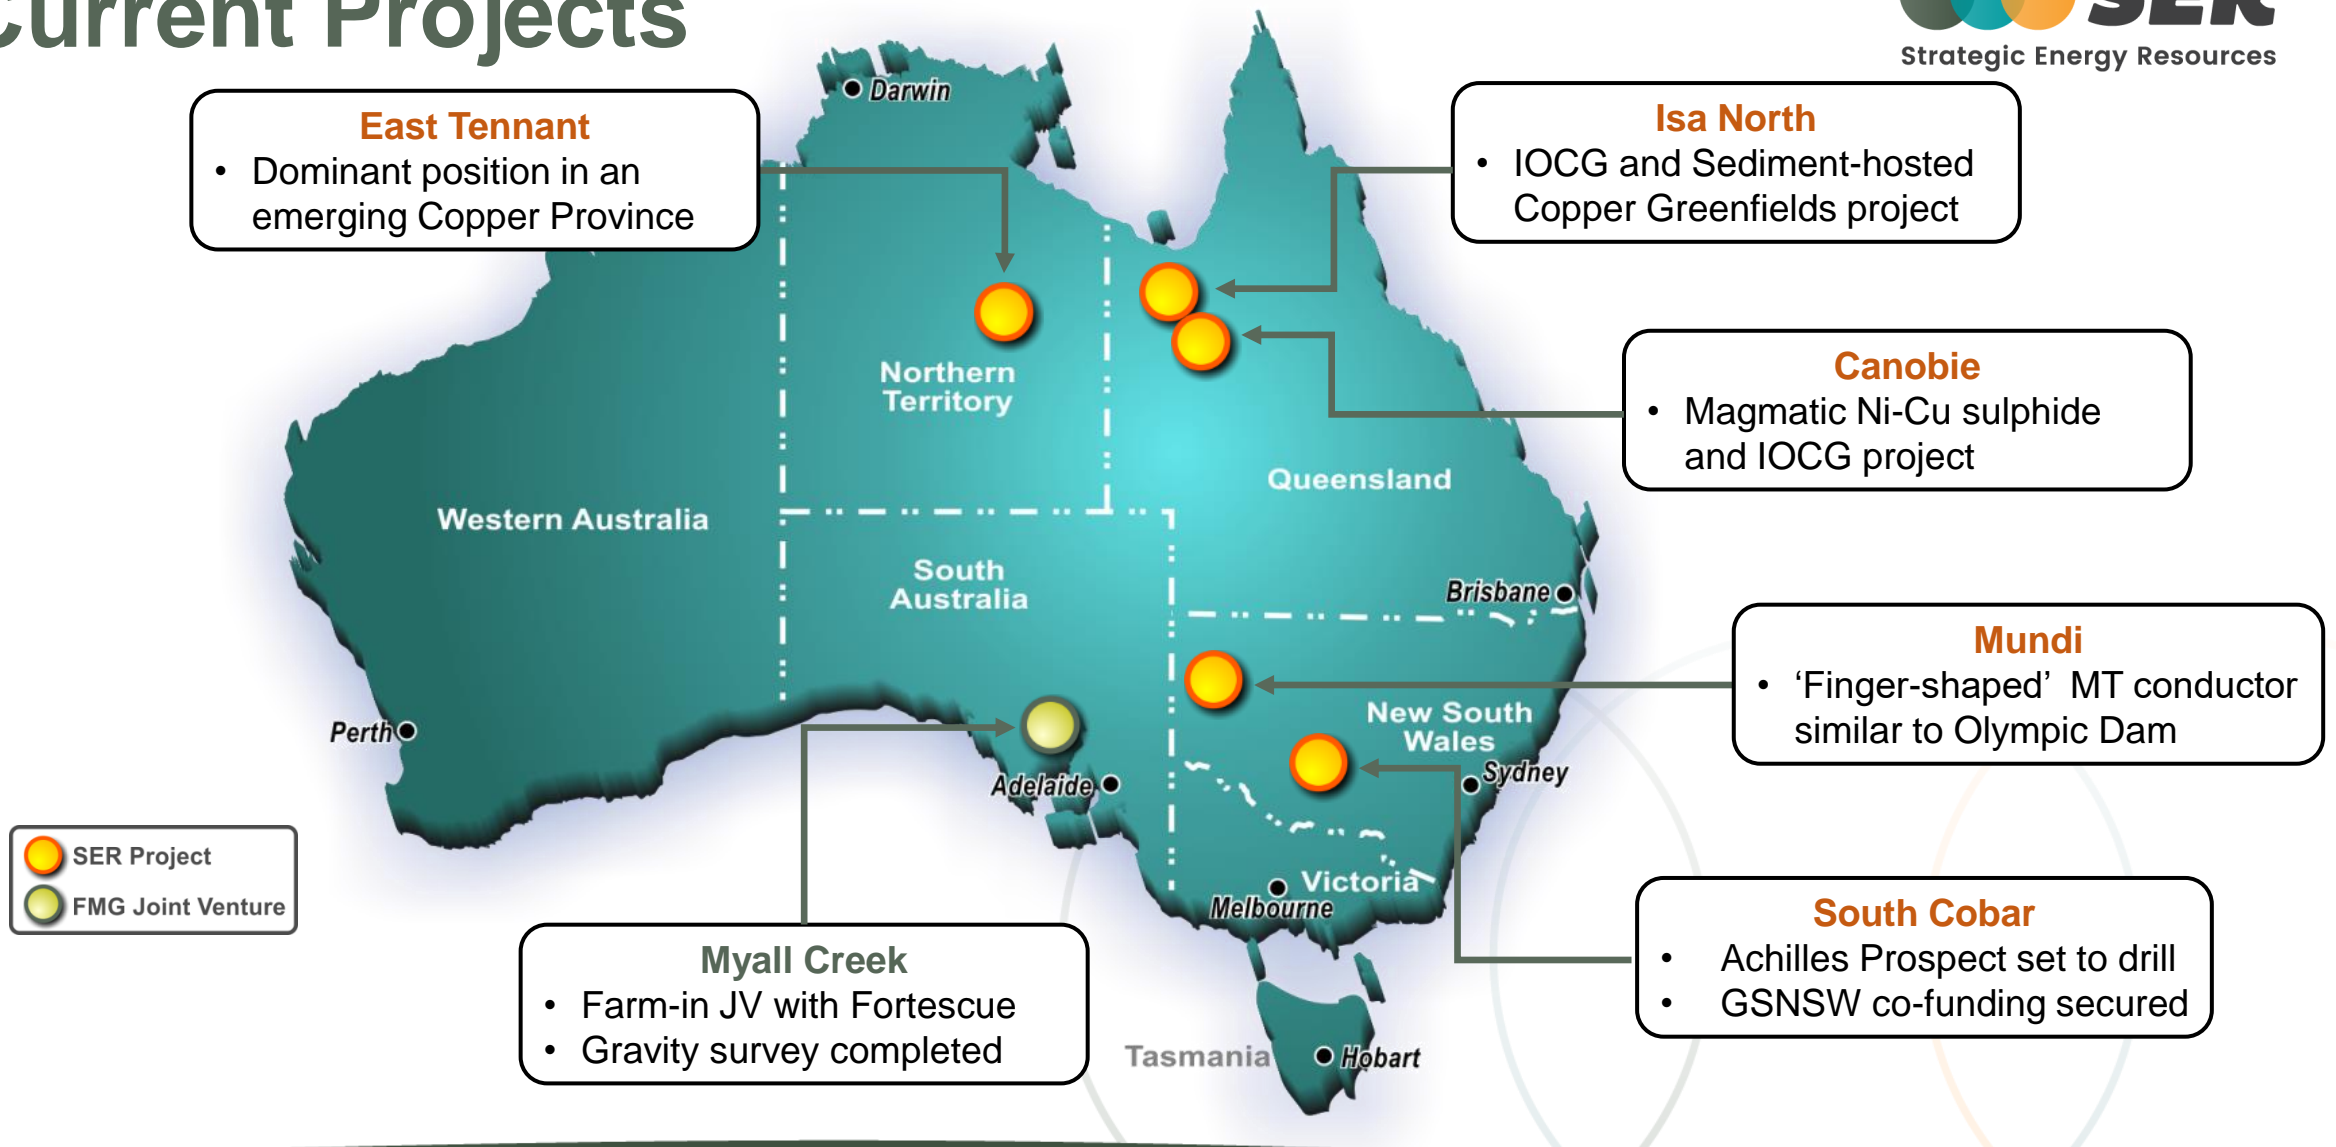 Current Projects
SER
Strategic Energy Resources
East Tennant
• Dominant position in an
emerging Copper Province
Isa North
• IOCG and Sediment-hosted
Copper Greenfields project
Canobie
• Magmatic Ni-Cu sulphide
and IOCG project
Mundi
• ‘Finger-shaped’ MT conductor
similar to Olympic Dam
South Cobar
• Achilles Prospect set to drill
• GSNSW co-funding secured
Myall Creek
• Farm-in JV with Fortescue
• Gravity survey completed
Darwin
Northern
Territory
Queensland
Western Australia
South
Australia
Brisbane
New South
Wales
Perth
Adelaide
Sydney
Victoria
Melbourne
Tasmania
Hobart
SER Project
FMG Joint Venture